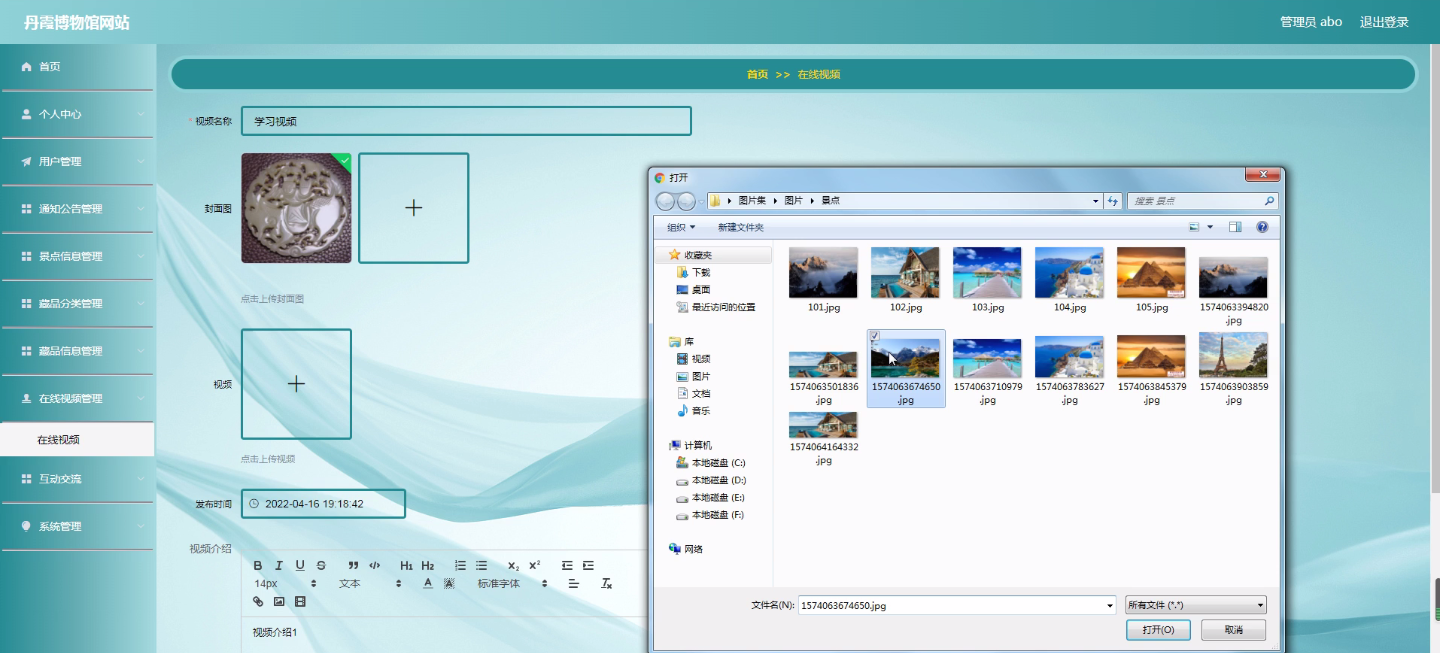 丹霞博物馆网站
管理员 abo 退出登录
首页
个人中心
用户管理
通知公告管理
景点信息管理
藏品分类管理
藏品信息管理
在线视频管理
在线视频
互动交流
系统管理
首页 >> 在线视频
* 视频名称 学习视频
封面图
点击上传封面图
视频
点击上传视频
发布时间 2022-04-16 19:18:42
视频介绍
B I U S H1 H2 X₂ X²
14px 文本 A 标准字体
视频介绍1
打开
图片集 图片 景点 搜索 景点
组织 新建文件夹
收藏夹
下载
桌面
最近访问的位置
库
视频
图片
文档
音乐
计算机
本地磁盘 (C:)
本地磁盘 (D:)
本地磁盘 (E:)
本地磁盘 (F:)
网络
101.jpg 102.jpg 103.jpg 104.jpg 105.jpg 1574063394820.jpg
1574063501836.jpg 1574063674650.jpg 1574063710979.jpg 1574063783627.jpg 1574063845379.jpg 1574063903859.jpg
1574064164332.jpg
文件名(N): 1574063674650.jpg 所有文件 (*.*)
打开(O) 取消